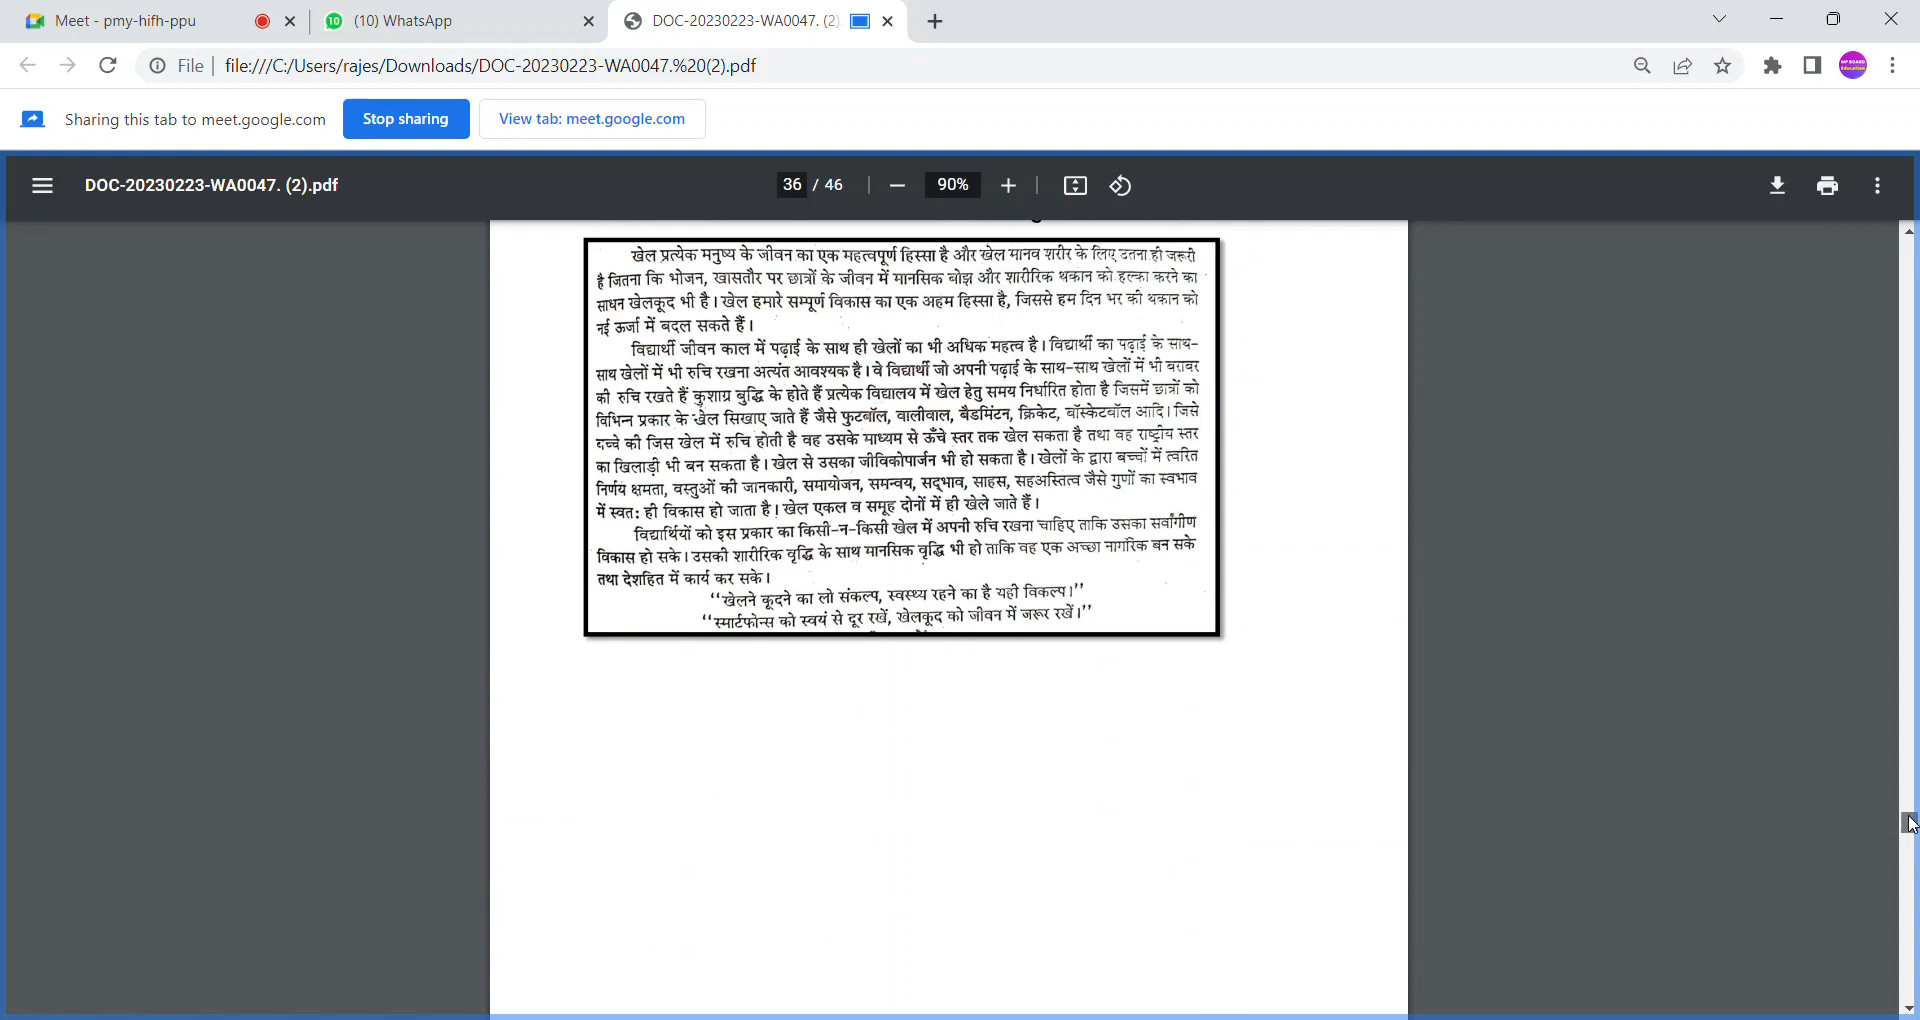 Meet - pmy-hifh-ppu
10 (10) WhatsApp
DOC-20230223-WA0047. (2)
File
file:///C:/Users/rajes/Downloads/DOC-20230223-WA0047.%20(2).pdf
MP BOARD Education
Sharing this tab to meet.google.com
Stop sharing
View tab: meet.google.com
DOC-20230223-WA0047. (2).pdf
36 / 46
90%
खेल प्रत्येक मनुष्य के जीवन का एक महत्वपूर्ण हिस्सा है और खेल मानव शरीर के लिए उतना ही जरूरी
है जितना कि भोजन, खासतौर पर छात्रों के जीवन में मानसिक बोझ और शारीरिक थकान को हल्का करने का
साधन खेलकूद भी है। खेल हमारे सम्पूर्ण विकास का एक अहम हिस्सा है, जिससे हम दिन भर की थकान को
नई ऊर्जा में बदल सकते हैं।
विद्यार्थी जीवन काल में पढ़ाई के साथ ही खेलों का भी अधिक महत्व है। विद्यार्थी का पढ़ाई के साथ-
साथ खेलों में भी रुचि रखना अत्यंत आवश्यक है। वे विद्यार्थी जो अपनी पढ़ाई के साथ-साथ खेलों में भी बराबर
की रुचि रखते हैं कुशाग्र बुद्धि के होते हैं प्रत्येक विद्यालय में खेल हेतु समय निर्धारित होता है जिसमें छात्रों को
विभिन्न प्रकार के खेल सिखाए जाते हैं जैसे फुटबॉल, वालीवाल, बैडमिंटन, क्रिकेट, बॉस्केटबॉल आदि। जिसे
बच्चे की जिस खेल में रुचि होती है वह उसके माध्यम से ऊँचे स्तर तक खेल सकता है तथा वह राष्ट्रीय स्तर
का खिलाड़ी भी बन सकता है। खेल से उसका जीविकोपार्जन भी हो सकता है। खेलों के द्वारा बच्चों में त्वरित
निर्णय क्षमता, वस्तुओं की जानकारी, समायोजन, समन्वय, सद्भाव, साहस, सहअस्तित्व जैसे गुणों का स्वभाव
में स्वत: ही विकास हो जाता है। खेल एकल व समूह दोनों में ही खेले जाते हैं।
विद्यार्थियों को इस प्रकार का किसी-न-किसी खेल में अपनी रुचि रखना चाहिए ताकि उसका सर्वांगीण
विकास हो सके। उसकी शारीरिक वृद्धि के साथ मानसिक वृद्धि भी हो ताकि वह एक अच्छा नागरिक बन सके
तथा देशहित में कार्य कर सके।
‘‘खेलने कूदने का लो संकल्प, स्वस्थ्य रहने का है यही विकल्प।’’
‘‘स्मार्टफोन्स को स्वयं से दूर रखें, खेलकूद को जीवन में जरूर रखें।’’